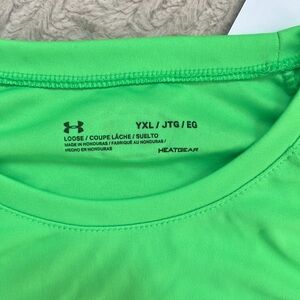 YXL / JTG / EG
LOOSE / COUPE LÂCHE / SUELTO
MADE IN HONDURAS / FABRIQUÉ AU HONDURAS /
HECHO EN HONDURAS
HEATGEAR